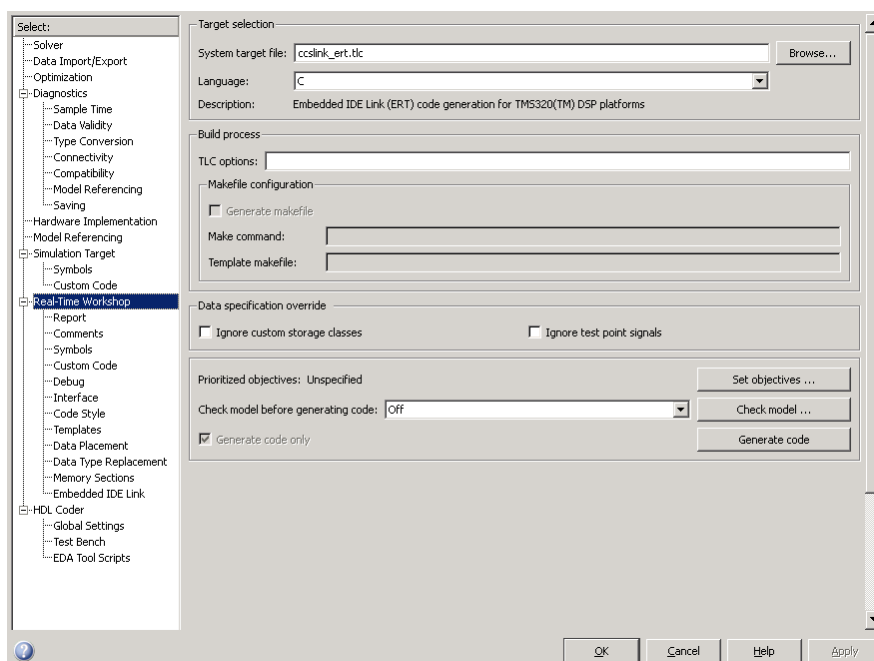 Select:
Solver
Data Import/Export
Optimization
Diagnostics
Sample Time
Data Validity
Type Conversion
Connectivity
Compatibility
Model Referencing
Saving
Hardware Implementation
Model Referencing
Simulation Target
Symbols
Custom Code
Real-Time Workshop
Report
Comments
Symbols
Custom Code
Debug
Interface
Code Style
Templates
Data Placement
Data Type Replacement
Memory Sections
Embedded IDE Link
HDL Coder
Global Settings
Test Bench
EDA Tool Scripts
Target selection
System target file: ccslink_ert.tlc Browse...
Language: C
Description: Embedded IDE Link (ERT) code generation for TMS320(TM) DSP platforms
Build process
TLC options:
Makefile configuration
Generate makefile
Make command:
Template makefile:
Data specification override
Ignore custom storage classes Ignore test point signals
Prioritized objectives: Unspecified Set objectives ...
Check model before generating code: Off Check model ...
Generate code only Generate code
OK Cancel Help Apply